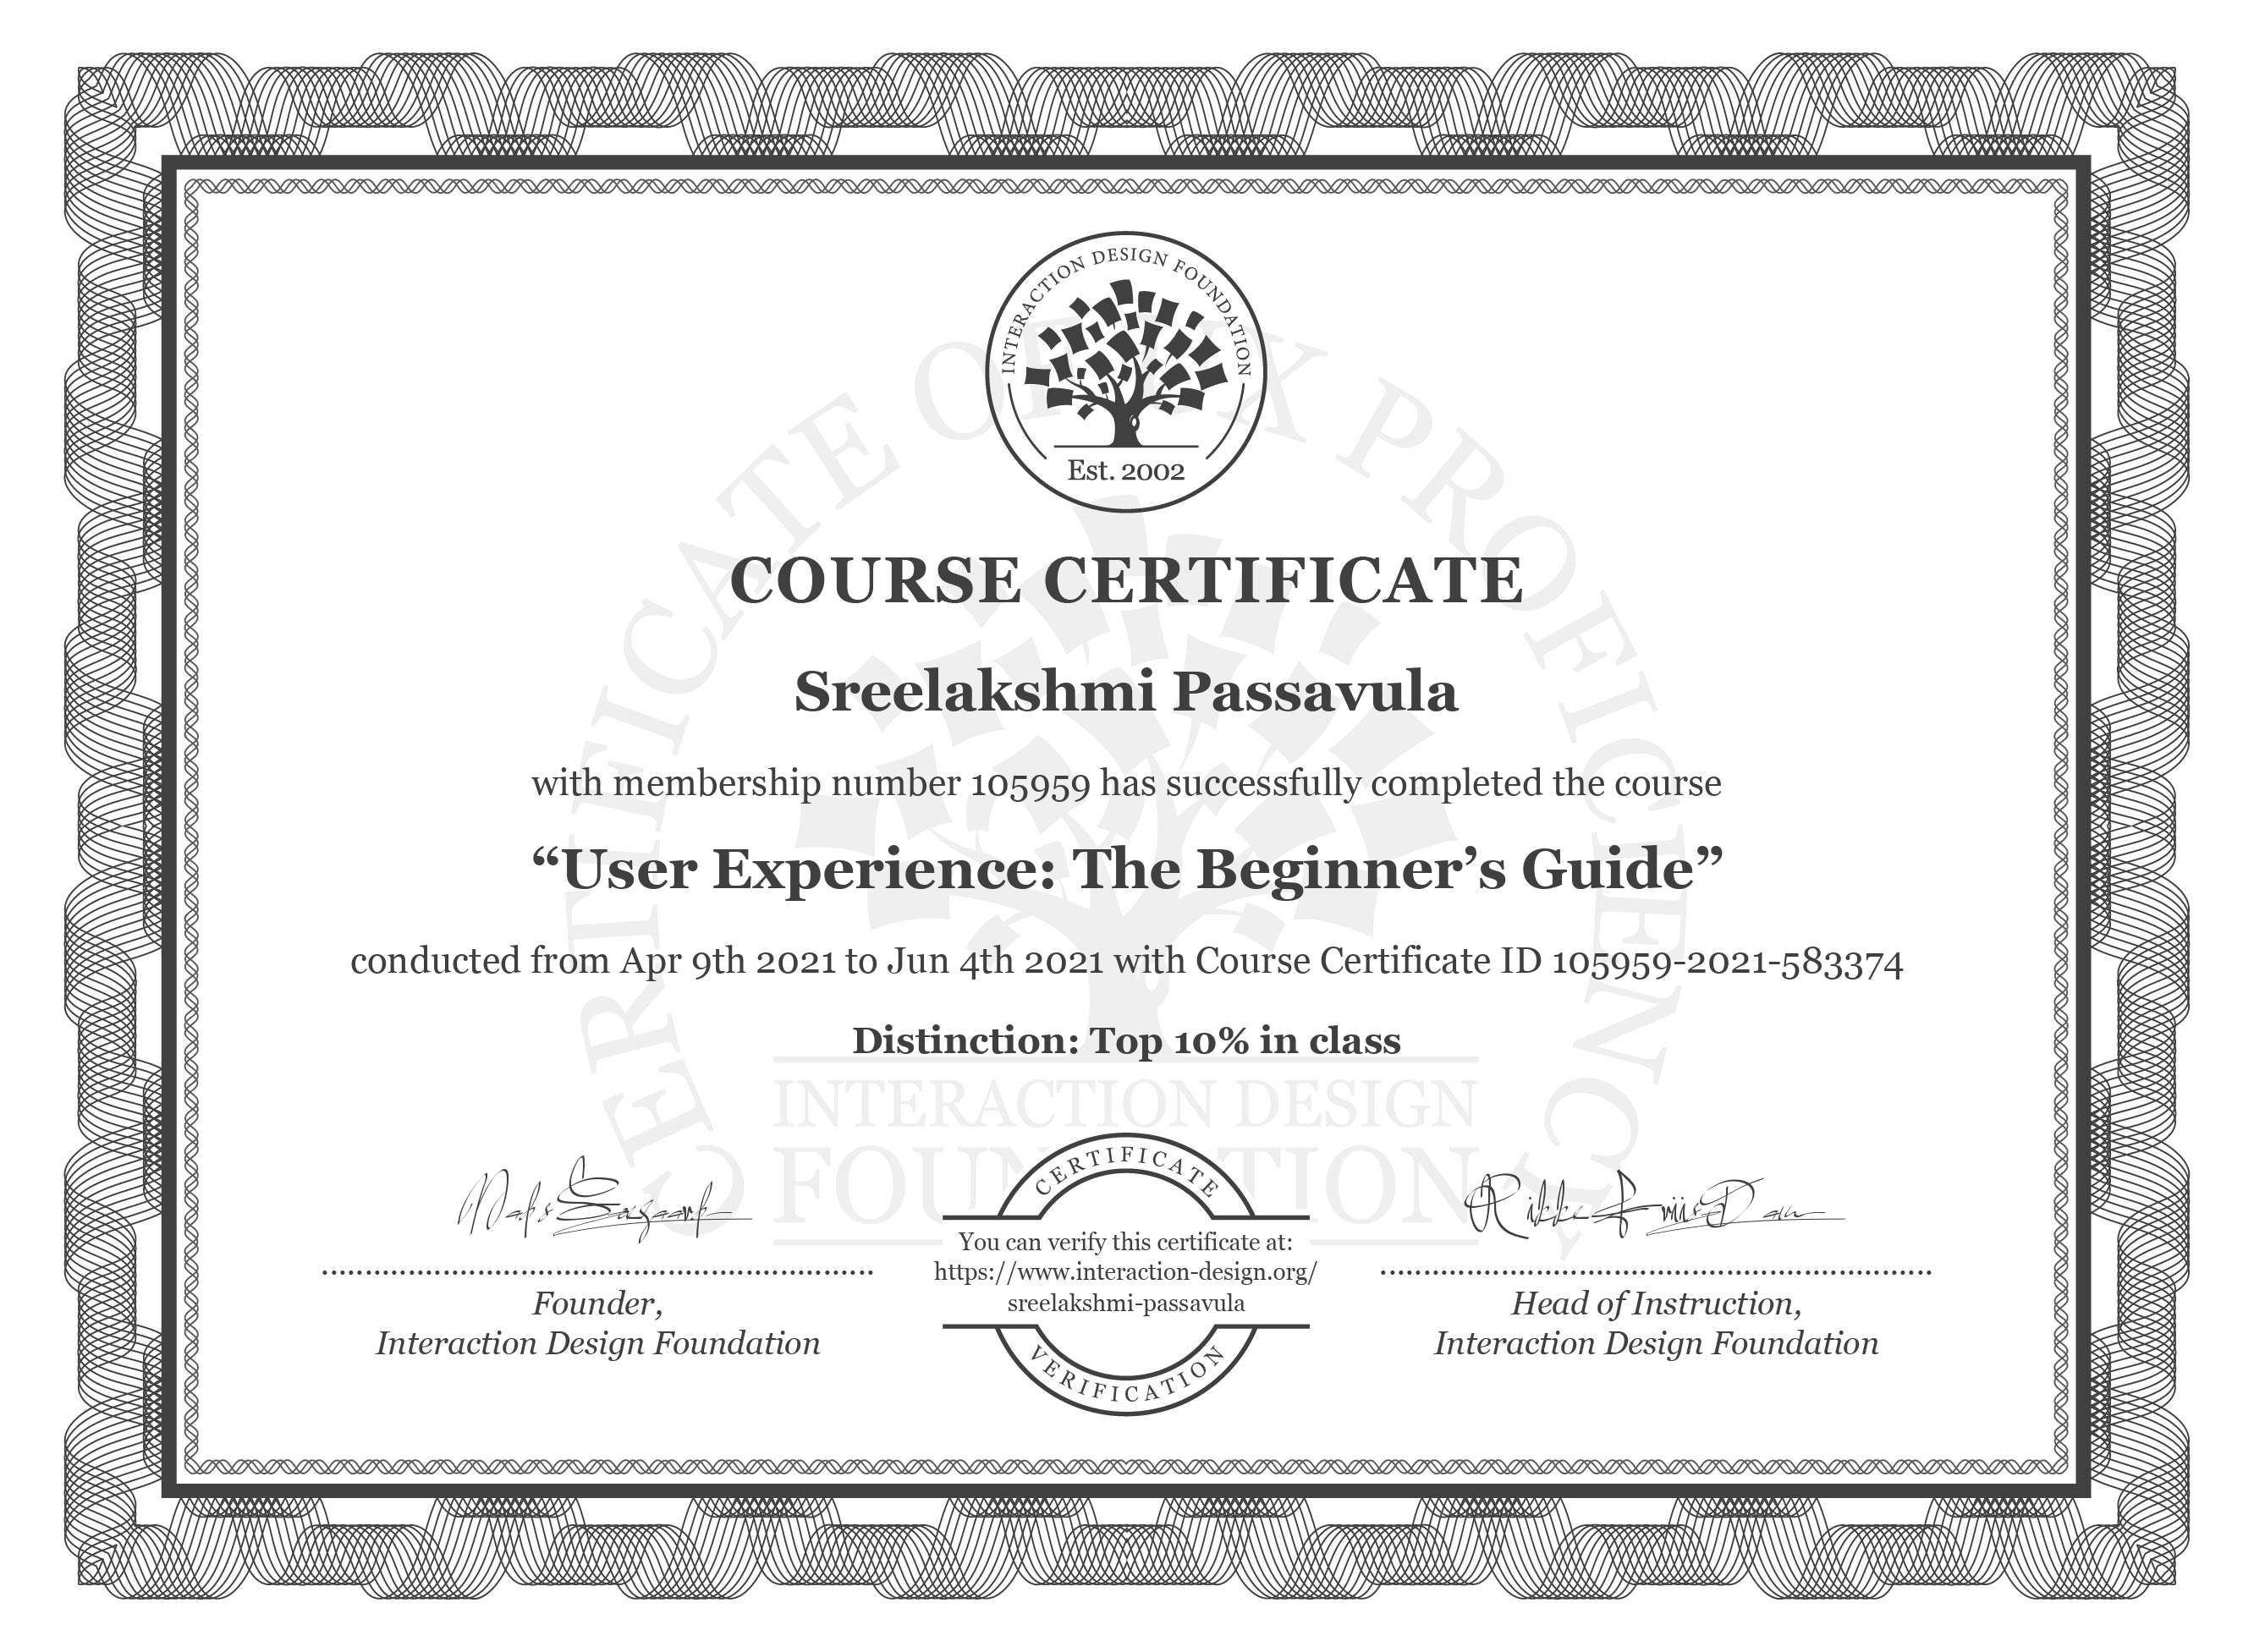 INTERACTION DESIGN FOUNDATION
Est. 2002
CERTIFICATE OF UX PROFICIENCY
COURSE CERTIFICATE
Sreelakshmi Passavula
with membership number 105959 has successfully completed the course
“User Experience: The Beginner’s Guide”
conducted from Apr 9th 2021 to Jun 4th 2021 with Course Certificate ID 105959-2021-583374
Distinction: Top 10% in class
INTERACTION DESIGN
FOUNDATION
CERTIFICATE
You can verify this certificate at:
https://www.interaction-design.org/
sreelakshmi-passavula
VERIFICATION
Founder,
Interaction Design Foundation
Rikke Friis Dam
Head of Instruction,
Interaction Design Foundation